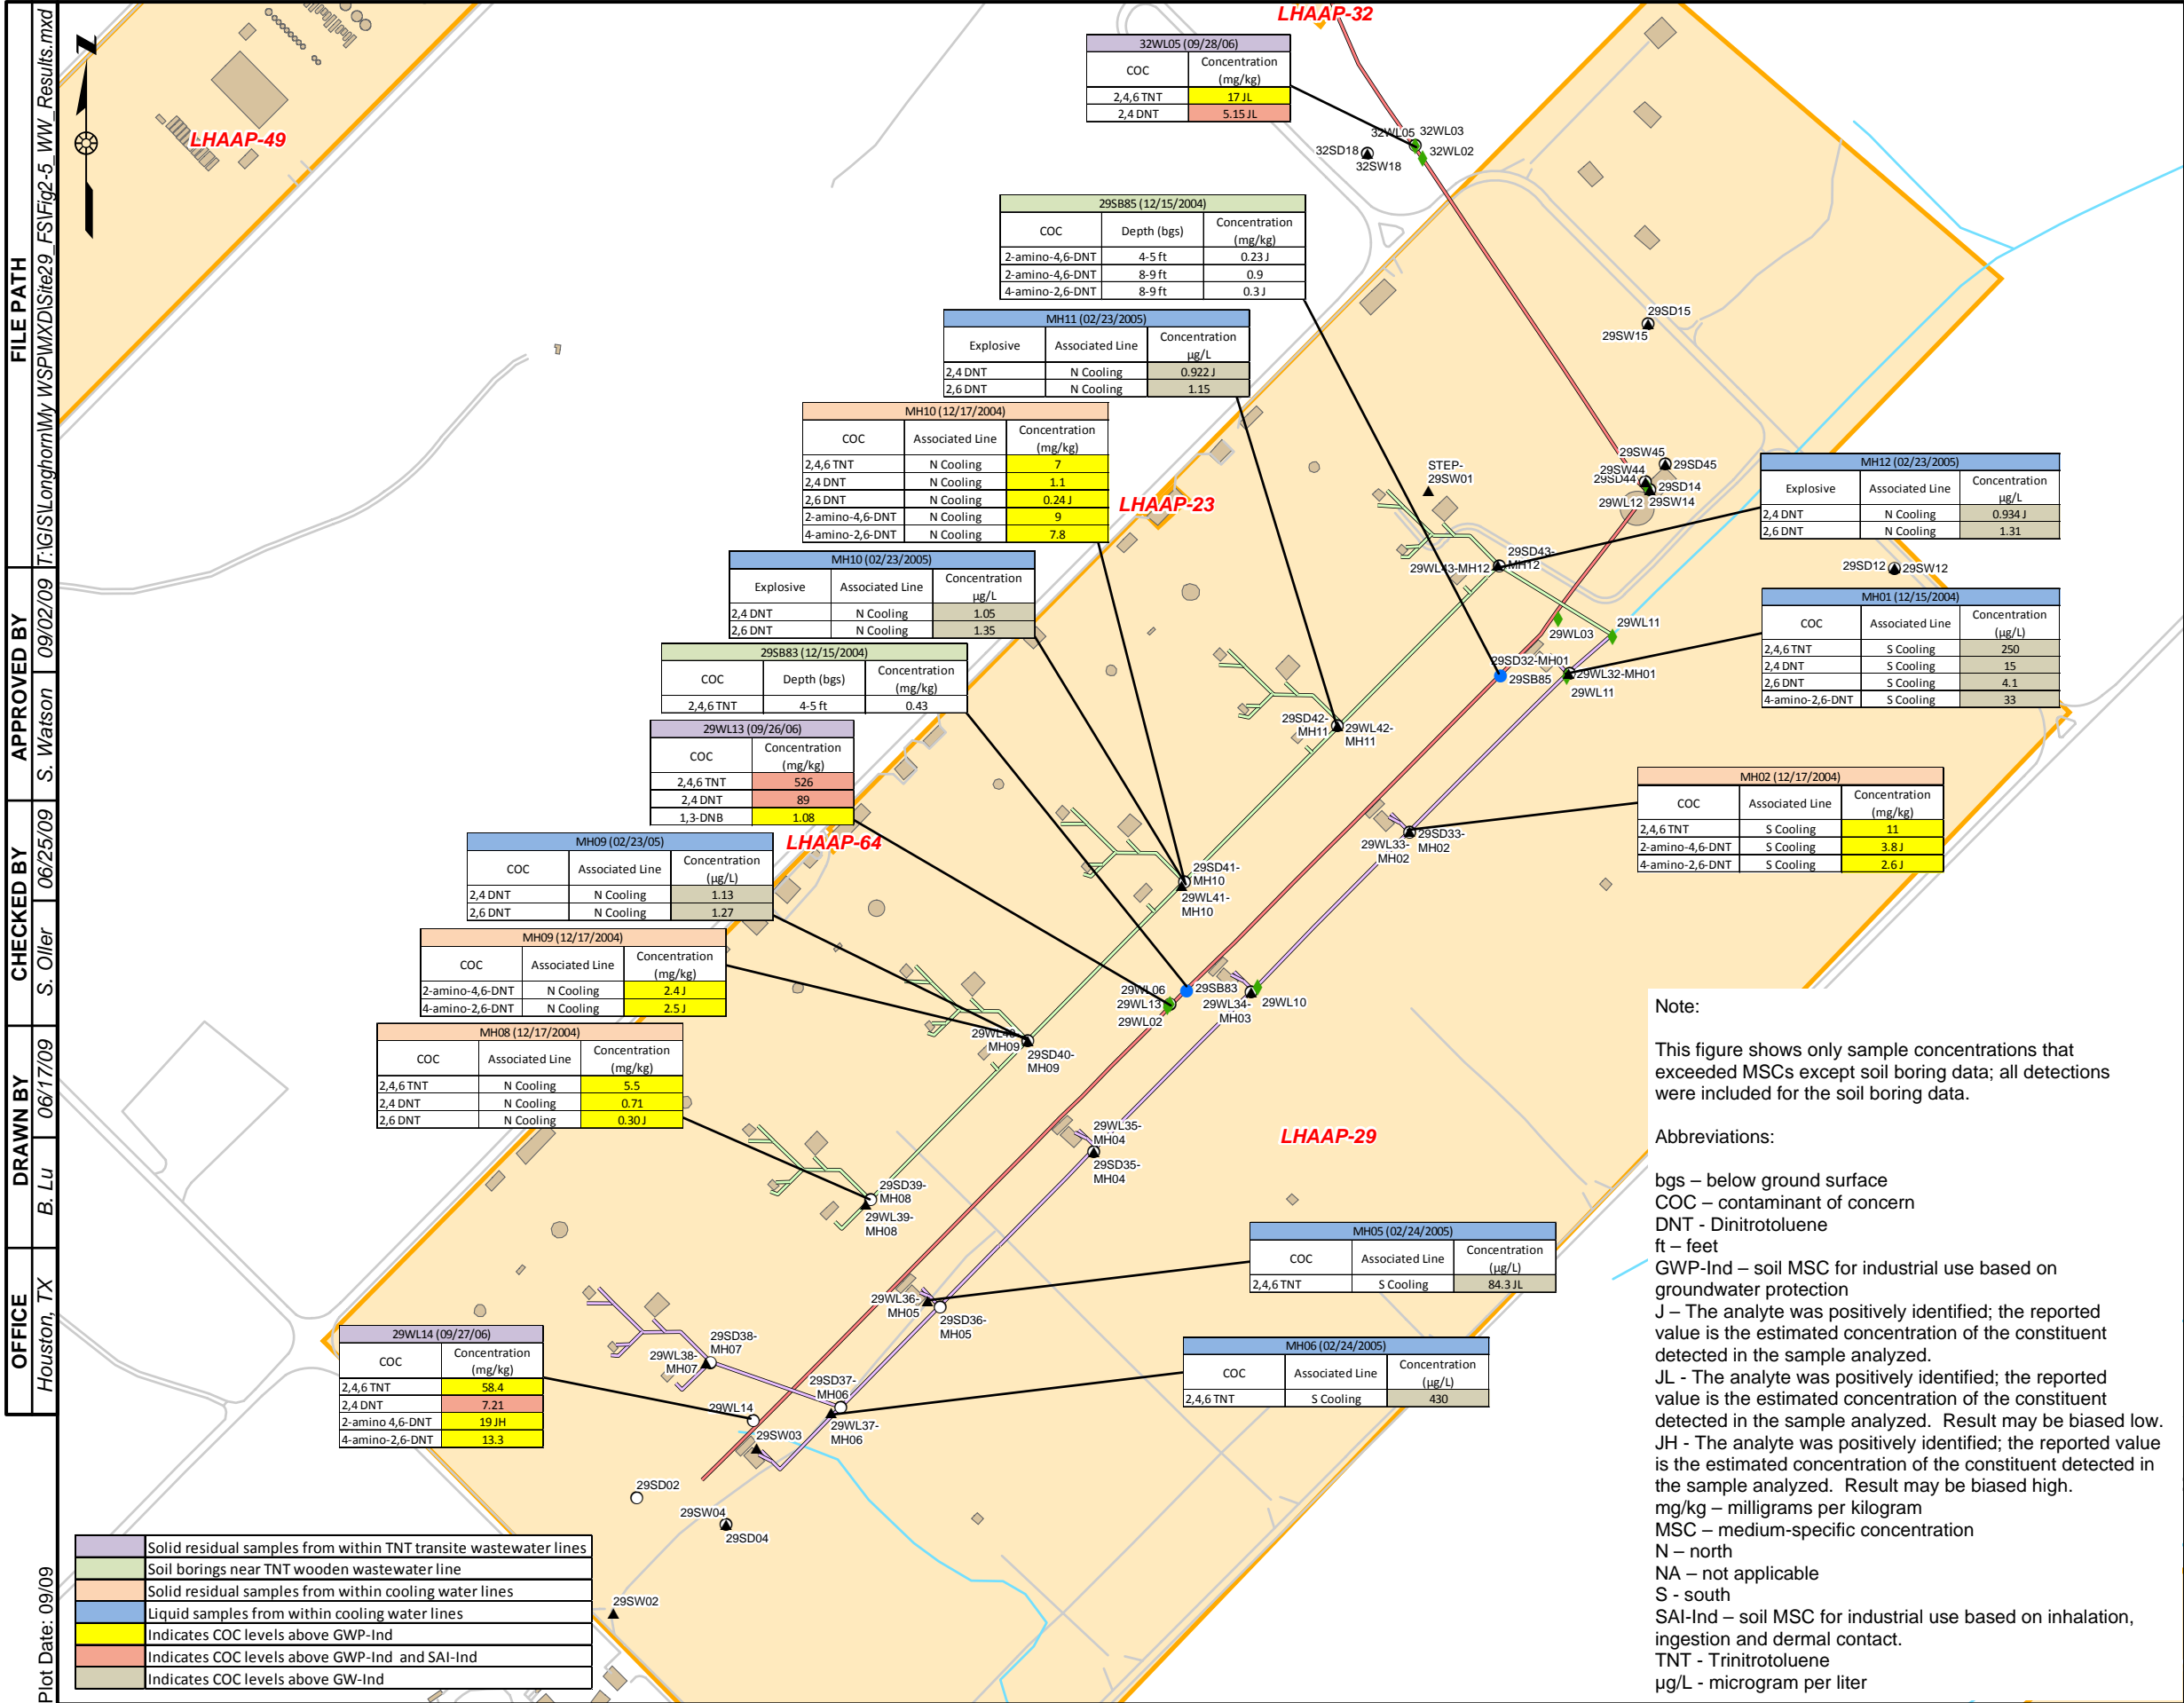 FILE PATH
T:\GIS\Longhorn\My WSP\MXD\Site29_FS\Fig2-5_WW_Results.mxd
APPROVED BY
S. Watson 09/02/09
CHECKED BY
S. Oller 06/25/09
DRAWN BY
B. Lu 06/17/09
OFFICE
Houston, TX
Plot Date: 09/09
N
LHAAP-32
LHAAP-49
LHAAP-23
LHAAP-64
LHAAP-29
32WL05 (09/28/06)
COC Concentration (mg/kg)
2,4,6 TNT 17 JL
2,4 DNT 5.15 JL
29SB85 (12/15/2004)
COC Depth (bgs) Concentration (mg/kg)
2-amino-4,6-DNT 4-5 ft 0.23 J
2-amino-4,6-DNT 8-9 ft 0.9
4-amino-2,6-DNT 8-9 ft 0.3 J
MH11 (02/23/2005)
Explosive Associated Line Concentration µg/L
2,4 DNT N Cooling 0.922 J
2,6 DNT N Cooling 1.15
MH10 (12/17/2004)
COC Associated Line Concentration (mg/kg)
2,4,6 TNT N Cooling 7
2,4 DNT N Cooling 1.1
2,6 DNT N Cooling 0.24 J
2-amino-4,6-DNT N Cooling 9
4-amino-2,6-DNT N Cooling 7.8
MH10 (02/23/2005)
Explosive Associated Line Concentration µg/L
2,4 DNT N Cooling 1.05
2,6 DNT N Cooling 1.35
29SB83 (12/15/2004)
COC Depth (bgs) Concentration (mg/kg)
2,4,6 TNT 4-5 ft 0.43
29WL13 (09/26/06)
COC Concentration (mg/kg)
2,4,6 TNT 526
2,4 DNT 89
1,3-DNB 1.08
MH09 (02/23/05)
COC Associated Line Concentration (µg/L)
2,4 DNT N Cooling 1.13
2,6 DNT N Cooling 1.27
MH09 (12/17/2004)
COC Associated Line Concentration (mg/kg)
2-amino-4,6-DNT N Cooling 2.4 J
4-amino-2,6-DNT N Cooling 2.5 J
MH08 (12/17/2004)
COC Associated Line Concentration (mg/kg)
2,4,6 TNT N Cooling 5.5
2,4 DNT N Cooling 0.71
2,6 DNT N Cooling 0.30 J
29WL14 (09/27/06)
COC Concentration (mg/kg)
2,4,6 TNT 58.4
2,4 DNT 7.21
2-amino 4,6-DNT 19 JH
4-amino-2,6-DNT 13.3
MH12 (02/23/2005)
Explosive Associated Line Concentration µg/L
2,4 DNT N Cooling 0.934 J
2,6 DNT N Cooling 1.31
MH01 (12/15/2004)
COC Associated Line Concentration (µg/L)
2,4,6 TNT S Cooling 250
2,4 DNT S Cooling 15
2,6 DNT S Cooling 4.1
4-amino-2,6-DNT S Cooling 33
MH02 (12/17/2004)
COC Associated Line Concentration (mg/kg)
2,4,6 TNT S Cooling 11
2-amino-4,6-DNT S Cooling 3.8 J
4-amino-2,6-DNT S Cooling 2.6 J
MH05 (02/24/2005)
COC Associated Line Concentration (µg/L)
2,4,6 TNT S Cooling 84.3 JL
MH06 (02/24/2005)
COC Associated Line Concentration (µg/L)
2,4,6 TNT S Cooling 430
32WL05 32WL03
32WL02
32SD18
32SW18
29SD15
29SW15
29SW45
29SD45
29SW44
29SD44
29SD14
29WL12 29SW14
STEP-
29SW01
29SD43-
MH12
29WL43-MH12
29SD12 29SW12
29WL03
29WL11
29SD32-MH01
29SB85
29WL32-MH01
29WL11
29SD42-
MH11
29WL42-
MH11
29SD33-
MH02
29WL33-
MH02
29SD41-
MH10
29WL41-
MH10
29WL06
29WL13
29WL02
29SB83
29WL34-
MH03
29WL10
29WL40-
MH09
29SD40-
MH09
29WL35-
MH04
29SD35-
MH04
29SD39-
MH08
29WL39-
MH08
29WL36-
MH05
29SD36-
MH05
29SD38-
MH07
29WL38-
MH07
29SD37-
MH06
29WL37-
MH06
29WL14
29SW03
29SD02
29SW04
29SD04
29SW02
Solid residual samples from within TNT transite wastewater lines
Soil borings near TNT wooden wastewater line
Solid residual samples from within cooling water lines
Liquid samples from within cooling water lines
Indicates COC levels above GWP-Ind
Indicates COC levels above GWP-Ind and SAI-Ind
Indicates COC levels above GW-Ind
Note:
This figure shows only sample concentrations that
exceeded MSCs except soil boring data; all detections
were included for the soil boring data.
Abbreviations:
bgs – below ground surface
COC – contaminant of concern
DNT - Dinitrotoluene
ft – feet
GWP-Ind – soil MSC for industrial use based on
groundwater protection
J – The analyte was positively identified; the reported
value is the estimated concentration of the constituent
detected in the sample analyzed.
JL - The analyte was positively identified; the reported
value is the estimated concentration of the constituent
detected in the sample analyzed. Result may be biased low.
JH - The analyte was positively identified; the reported value
is the estimated concentration of the constituent detected in
the sample analyzed. Result may be biased high.
mg/kg – milligrams per kilogram
MSC – medium-specific concentration
N – north
NA – not applicable
S - south
SAI-Ind – soil MSC for industrial use based on inhalation,
ingestion and dermal contact.
TNT - Trinitrotoluene
µg/L - microgram per liter